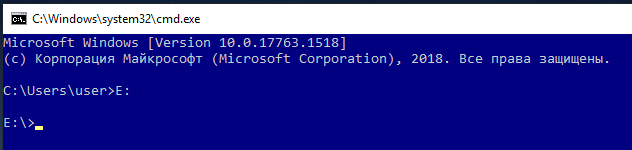 C:\Windows\system32\cmd.exe
Microsoft Windows [Version 10.0.17763.1518]
(c) Корпорация Майкрософт (Microsoft Corporation), 2018. Все права защищены.
C:\Users\user>E:
E:\>